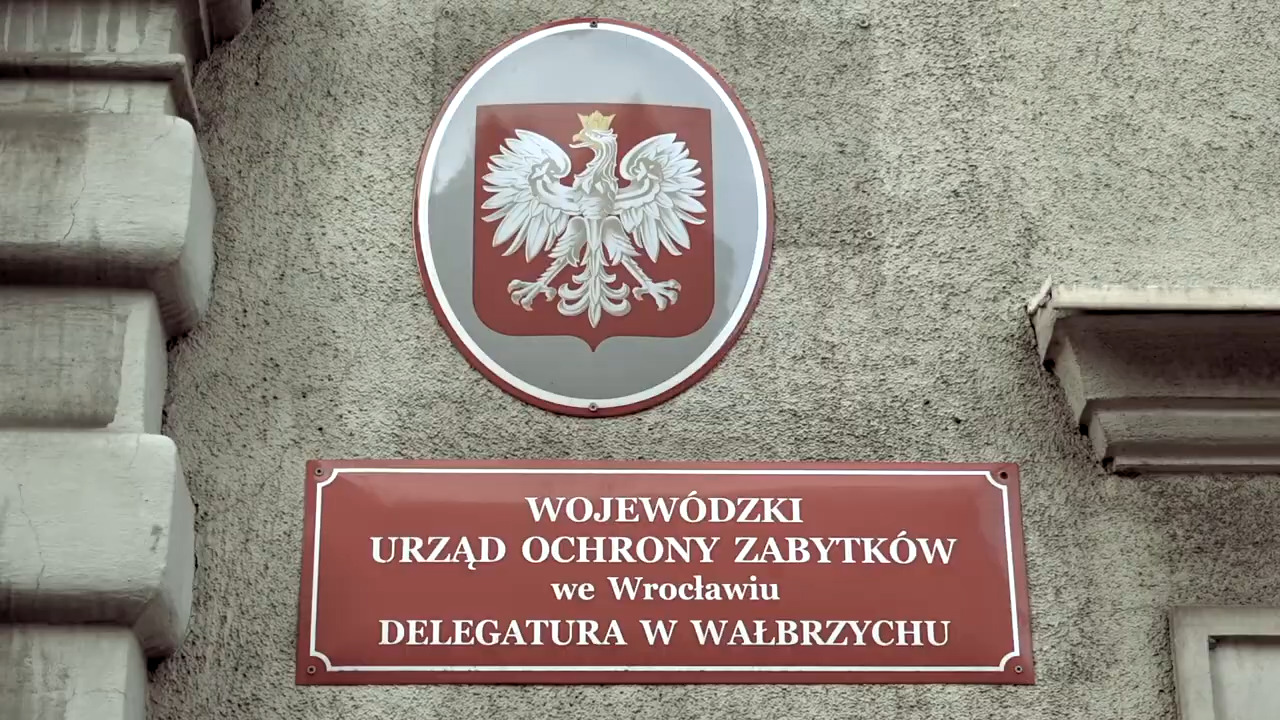 WOJEWÓDZKI
URZĄD OCHRONY ZABYTKÓW
we Wrocławiu
DELEGATURA W WAŁBRZYCHU